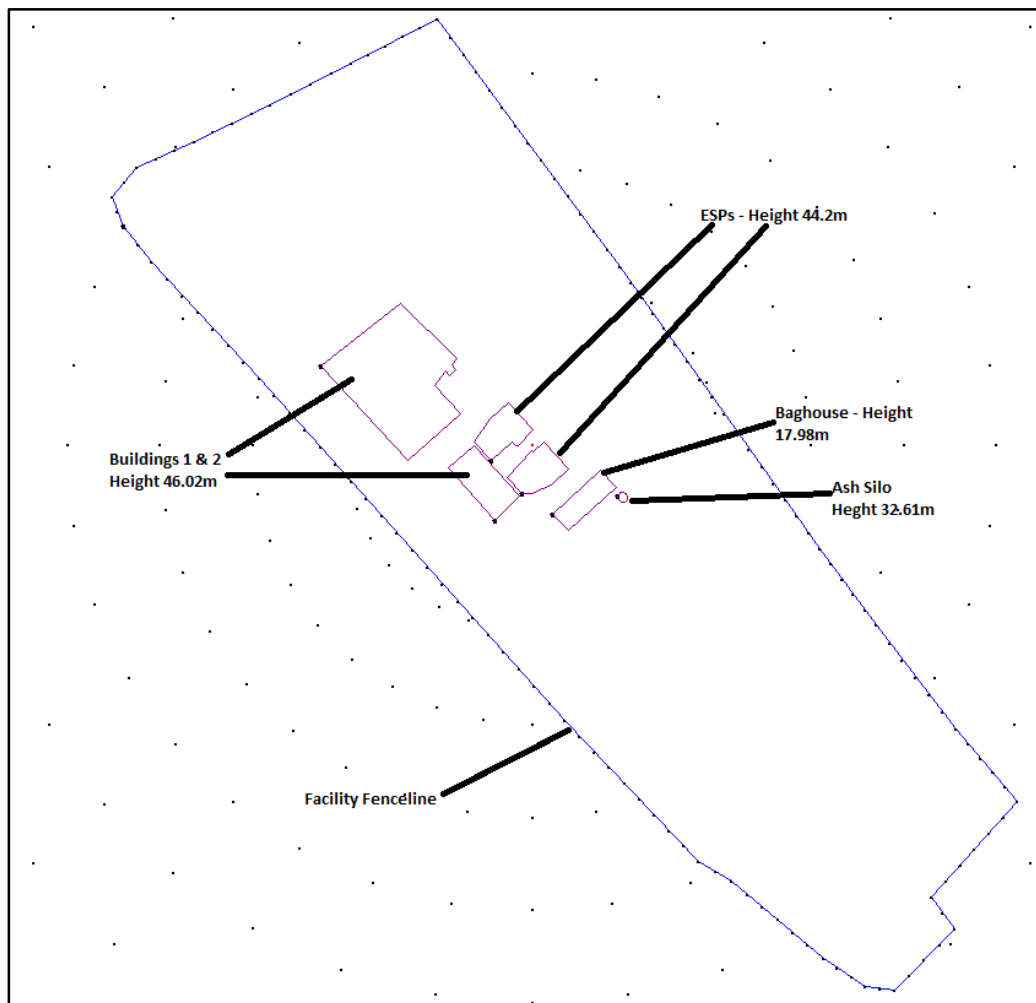 ESPs - Height 44.2m
Baghouse - Height
17.98m
Buildings 1 & 2
Height 46.02m
Ash Silo
Heght 32.61m
Facility Fenceline